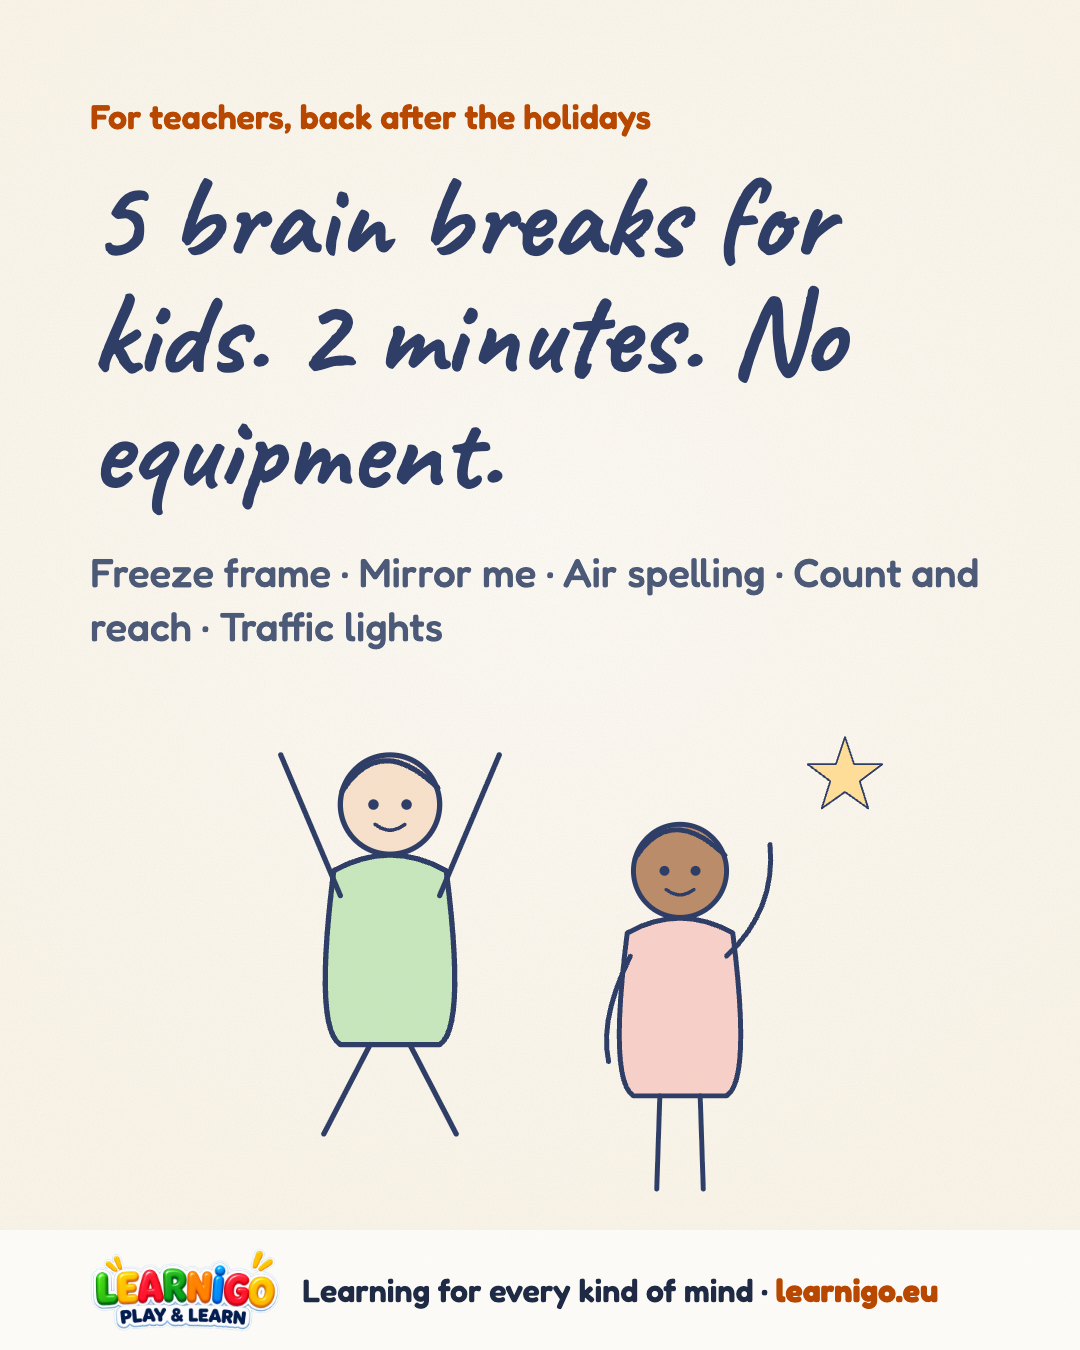 For teachers, back after the holidays
5 brain breaks for
kids. 2 minutes. No
equipment.
Freeze frame · Mirror me · Air spelling · Count and
reach · Traffic lights
LEARNiGO
PLAY & LEARN
Learning for every kind of mind · learnigo.eu